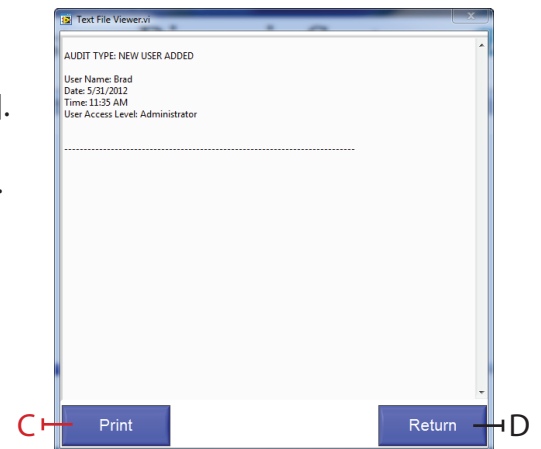 Text File Viewer.vi
x
AUDIT TYPE: NEW USER ADDED
User Name: Brad
Date: 5/31/2012
Time: 11:35 AM
User Access Level: Administrator
--------------------------------------------------------------------------
l.
.
C Print Return D